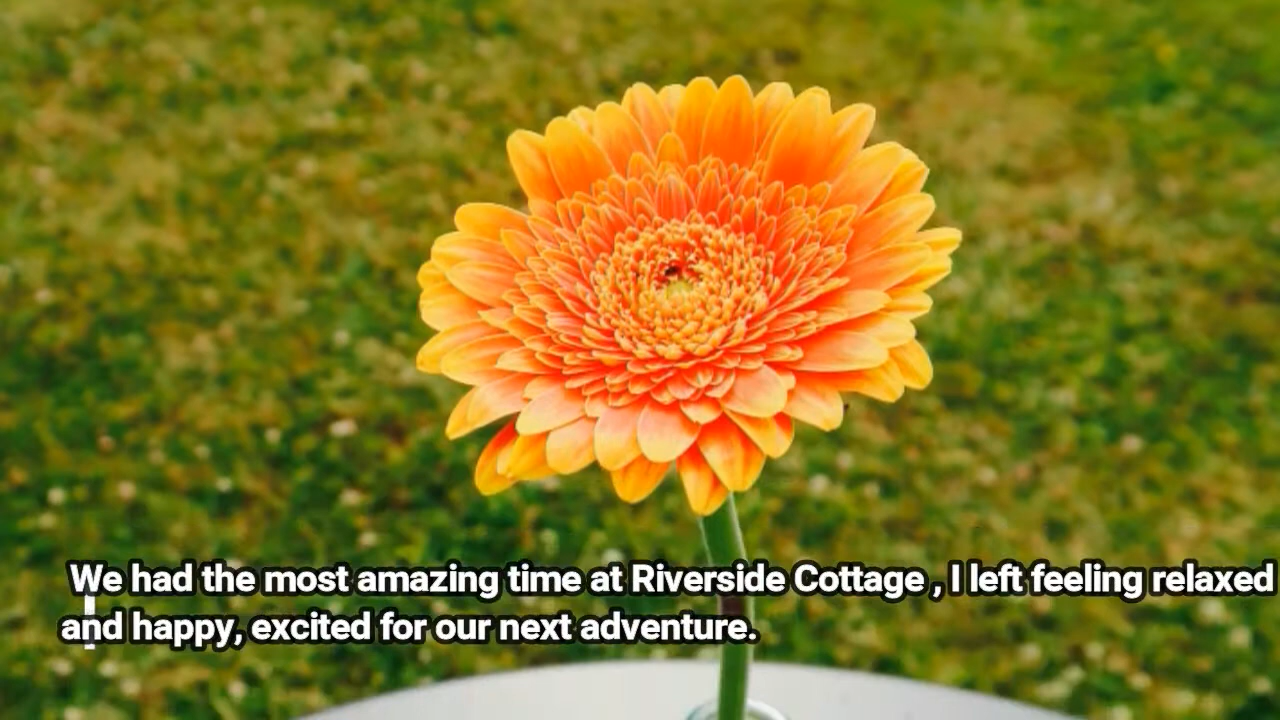 We had the most amazing time at Riverside Cottage , I left feeling relaxed
and happy, excited for our next adventure.